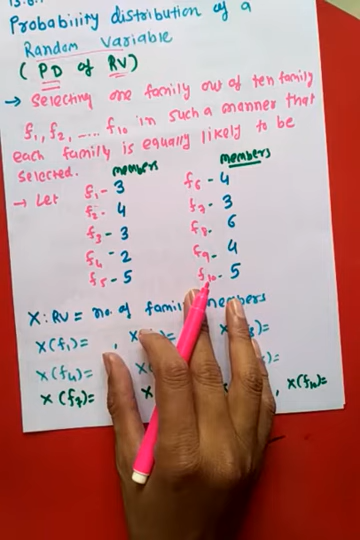 Probability distribution of a
Random Variable
( PD of RV)
→ Selecting one family out of ten family
f1, f2, ... f10 in such a manner that
each family is equally likely to be
selected.
members members
→ Let f1 - 3 f6 - 4
f2 - 4 f7 - 3
f3 - 3 f8 - 6
f4 - 2 f9 - 4
f5 - 5 f10 - 5
X: RV = no. of family members
X(f1) = ,
X(f4) =
X(f7) =